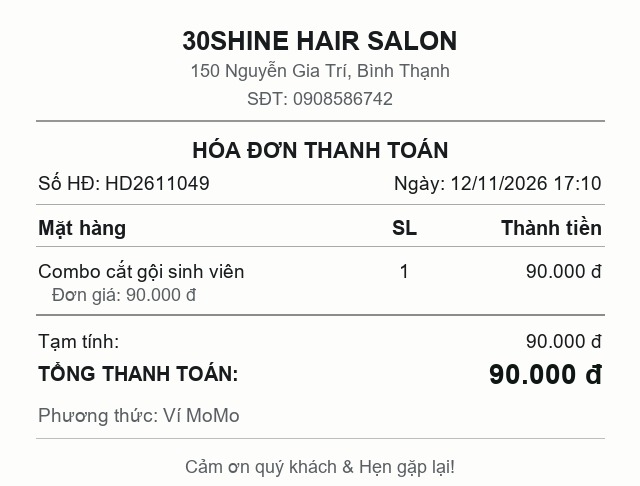 30SHINE HAIR SALON
150 Nguyễn Gia Trí, Bình Thạnh
SĐT: 0908586742
HÓA ĐƠN THANH TOÁN
Số HĐ: HD2611049 Ngày: 12/11/2026 17:10
Mặt hàng SL Thành tiền
Combo cắt gội sinh viên 1 90.000 đ
Đơn giá: 90.000 đ
Tạm tính: 90.000 đ
TỔNG THANH TOÁN: 90.000 đ
Phương thức: Ví MoMo
Cảm ơn quý khách & Hẹn gặp lại!